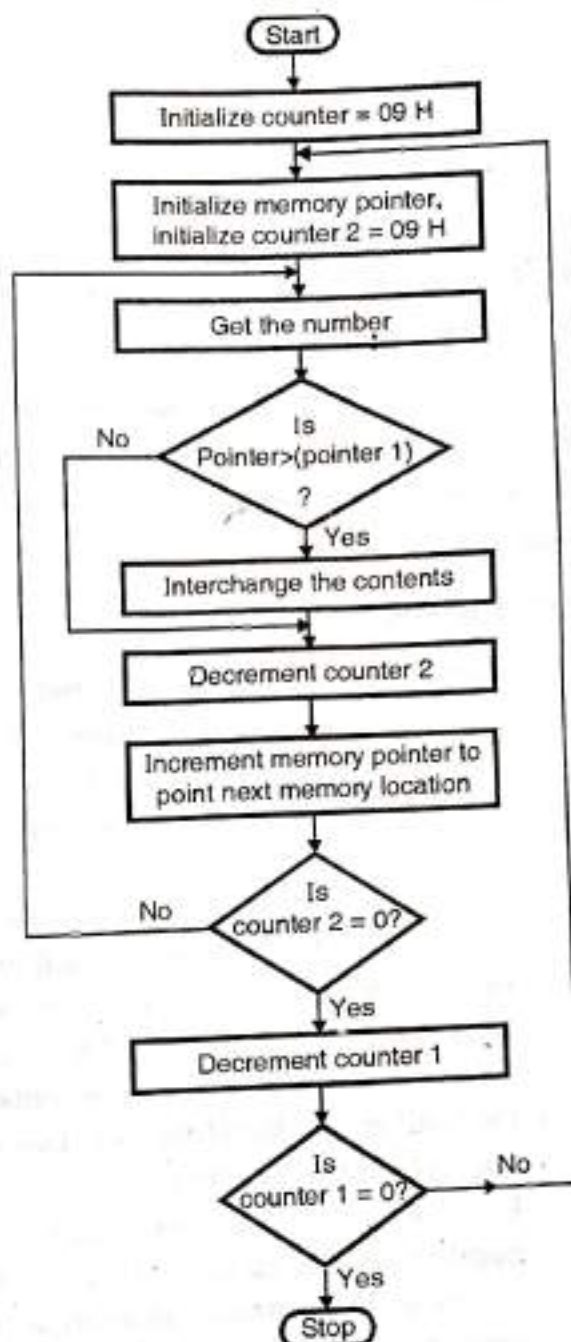 Start
Initialize counter = 09 H
Initialize memory pointer,
initialize counter 2 = 09 H
Get the number
Is
Pointer>(pointer 1)
?
No
Yes
Interchange the contents
Decrement counter 2
Increment memory pointer to
point next memory location
Is
counter 2 = 0?
No
Yes
Decrement counter 1
Is
counter 1 = 0?
No
Yes
Stop